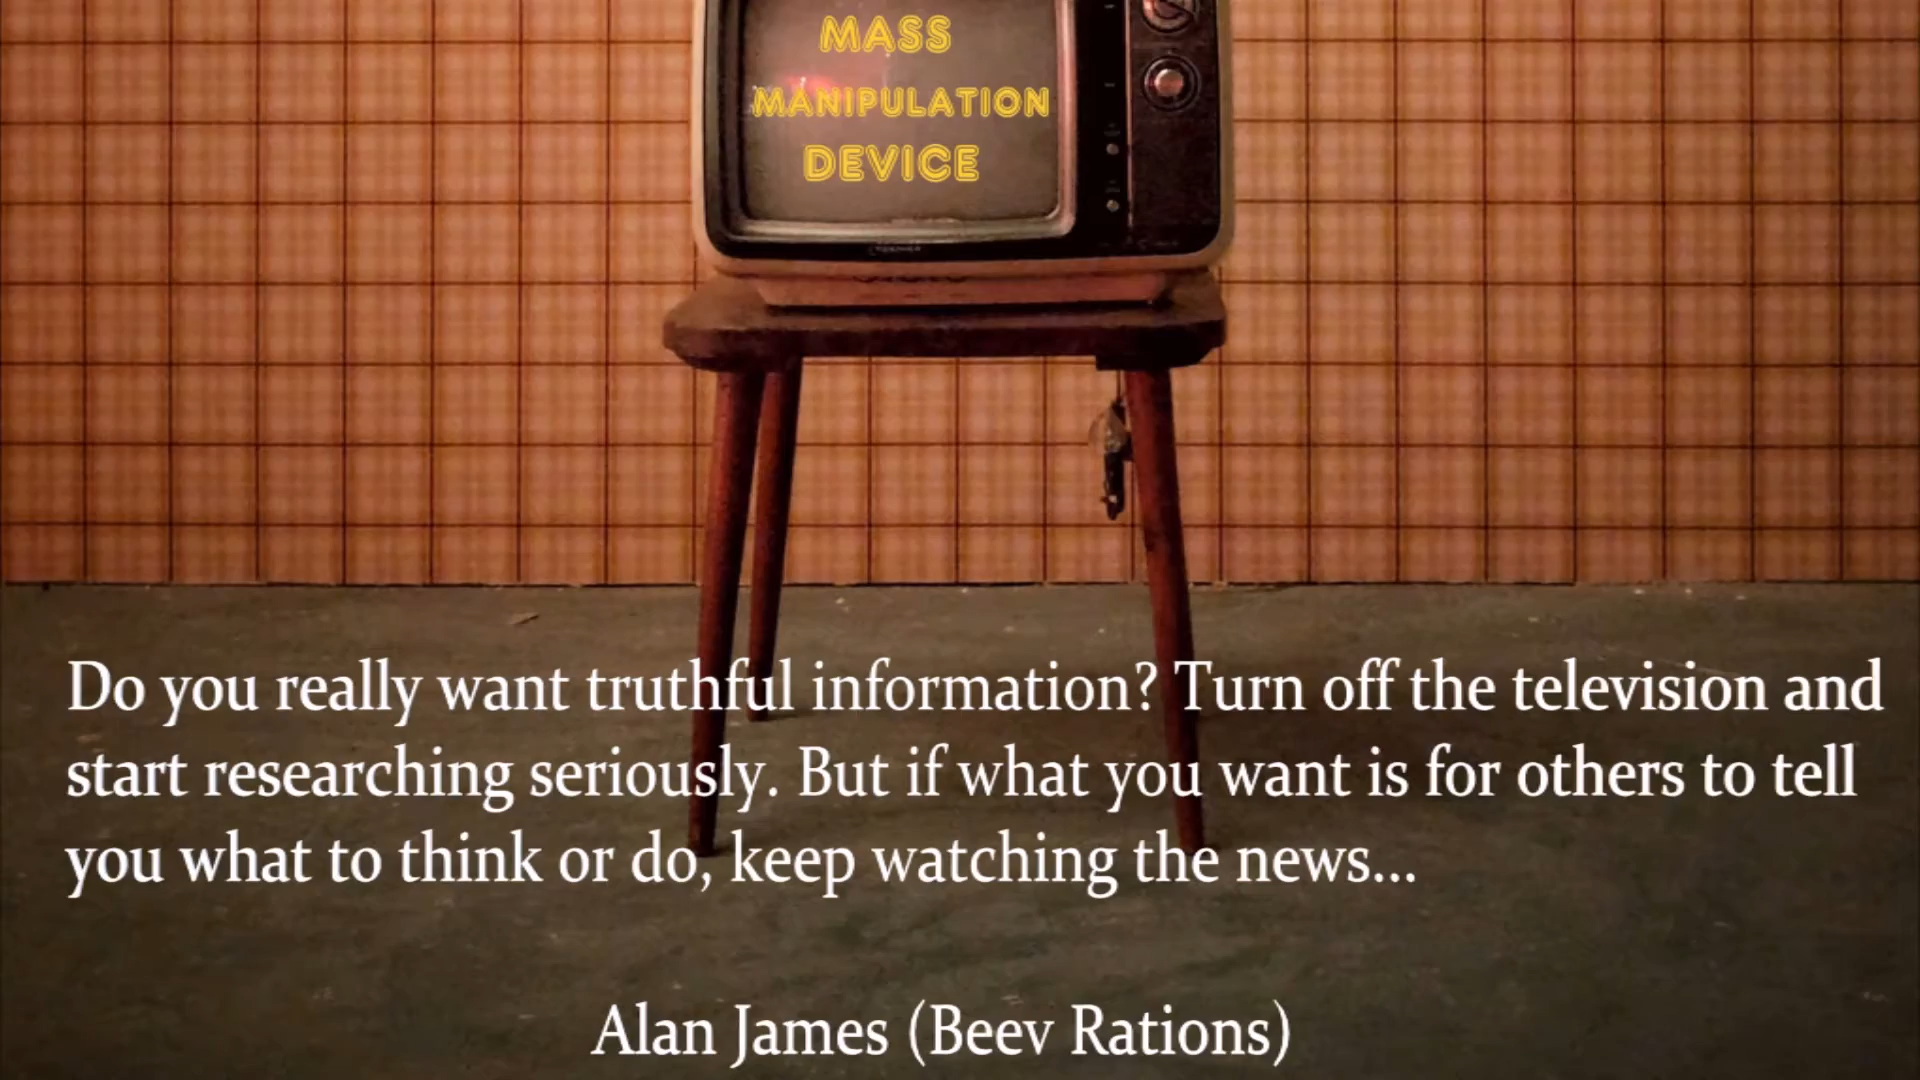 MASS
MANIPULATION
DEVICE
Do you really want truthful information? Turn off the television and
start researching seriously. But if what you want is for others to tell
you what to think or do, keep watching the news...
Alan James (Beev Rations)